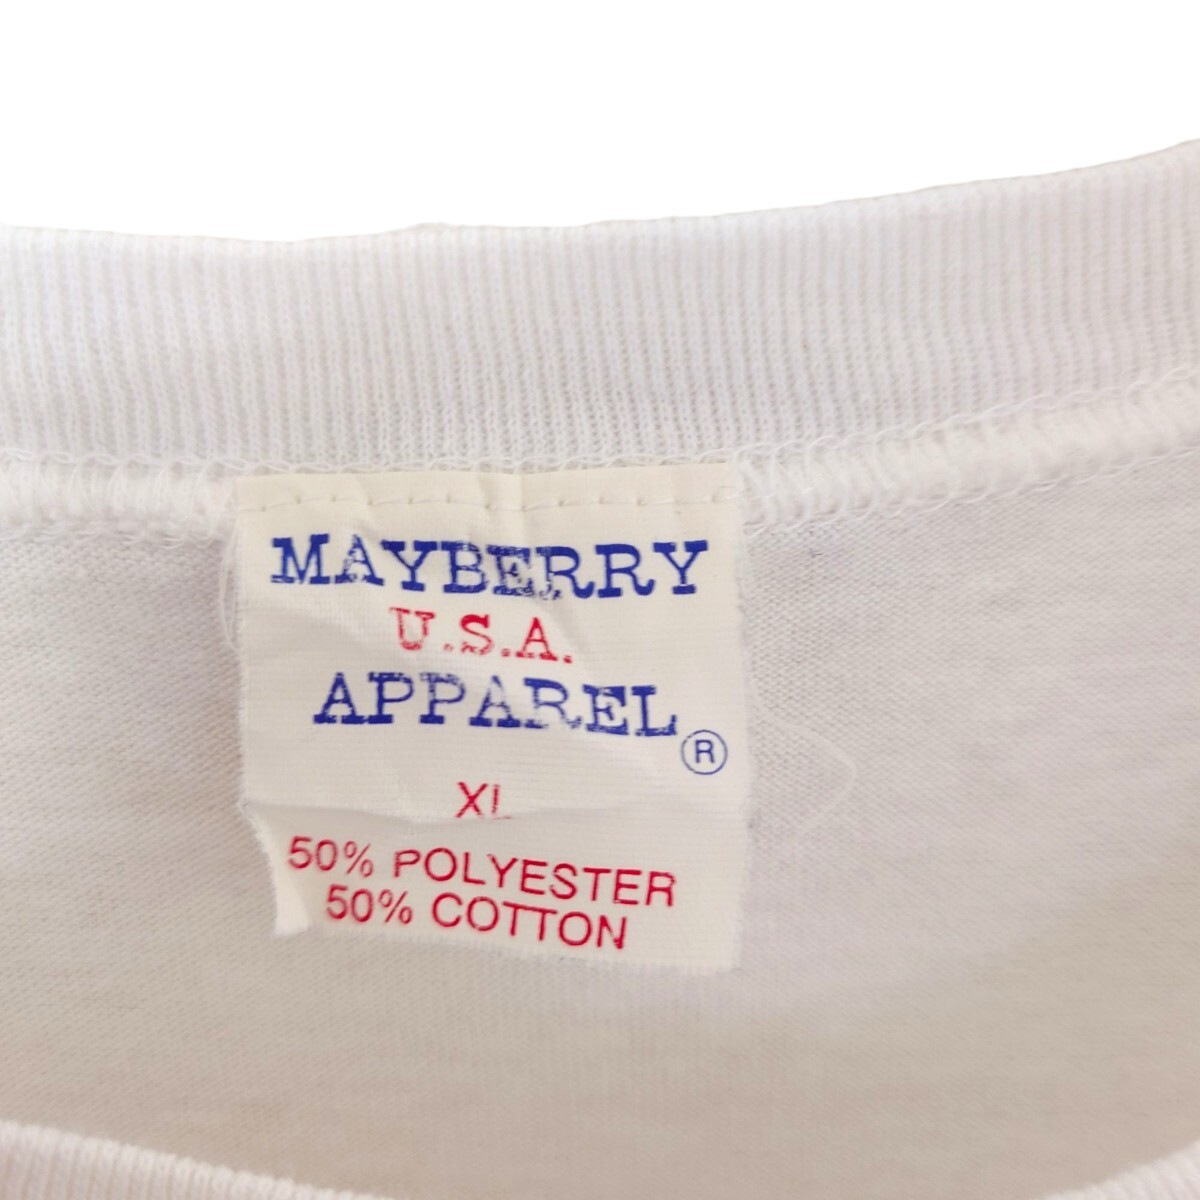 MAYBERRY
U.S.A.
APPAREL ®
XL
50% POLYESTER
50% COTTON